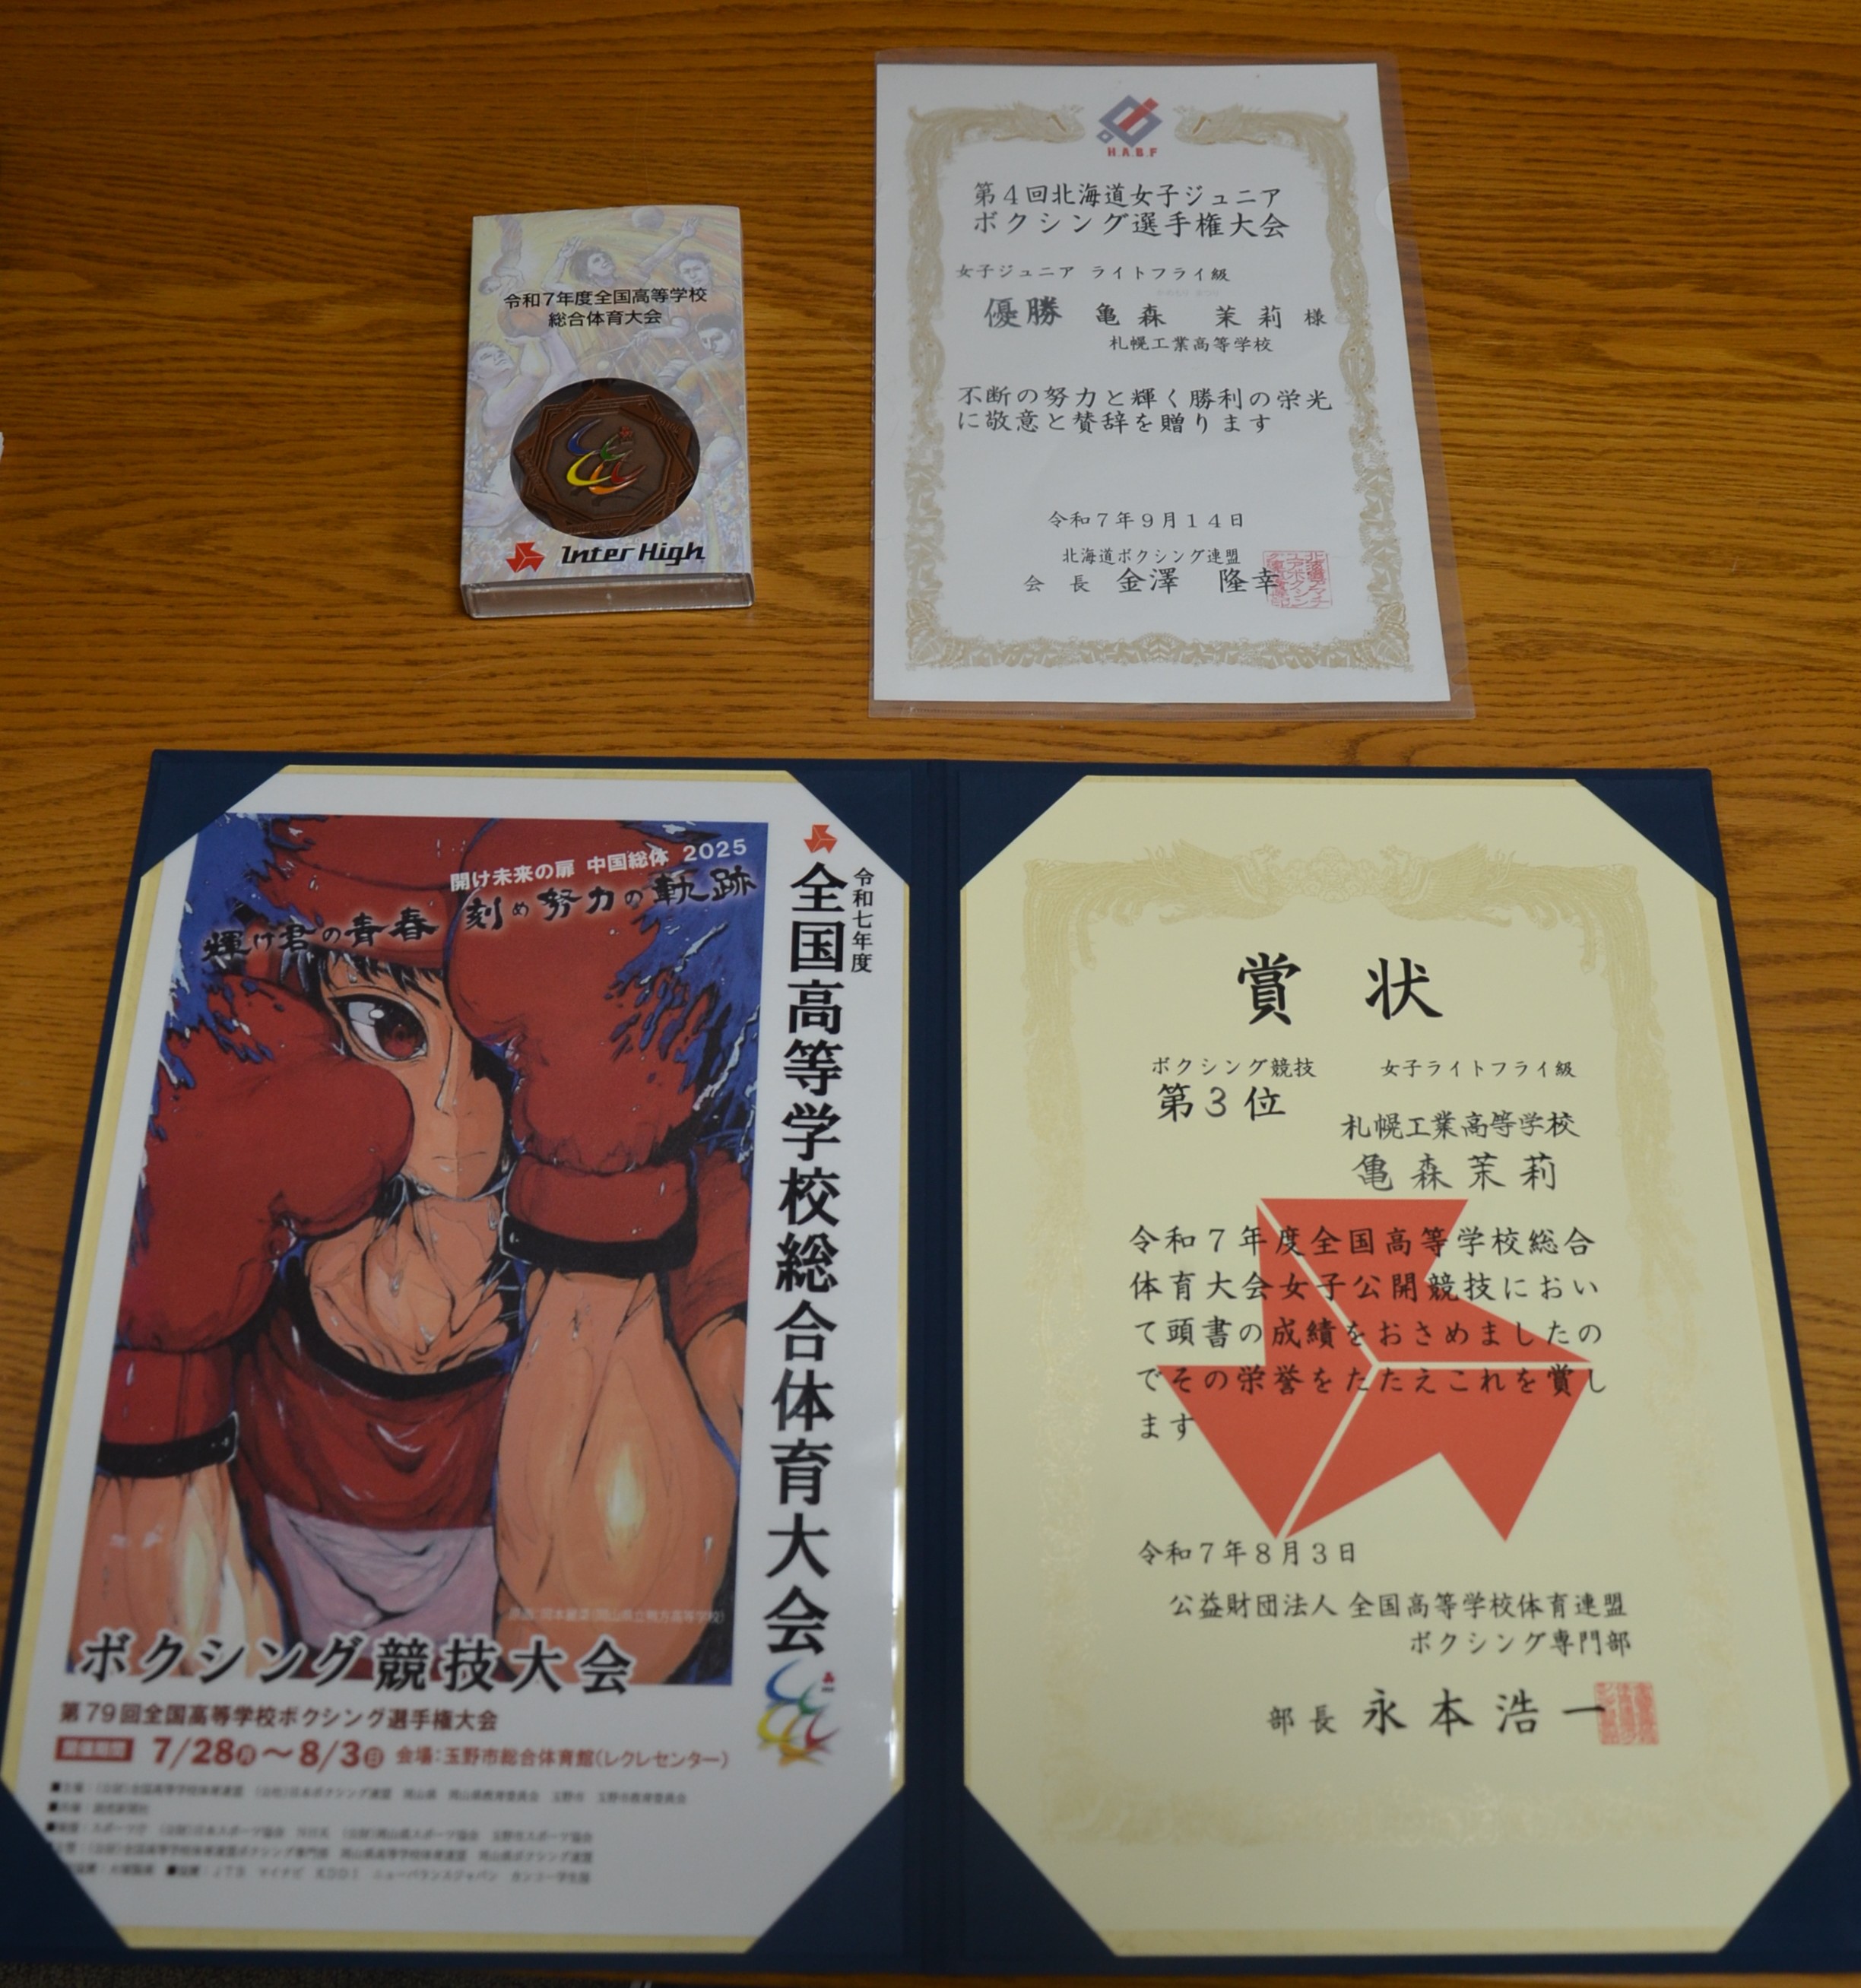 令和7年度全国高等学校
総合体育大会
Inter High
H.A.B.F
第4回北海道女子ジュニア
ボクシング選手権大会
女子ジュニア ライトフライ級
優勝 亀森 茉莉 様
札幌工業高等学校
不断の努力と輝く勝利の栄光
に敬意と賛辞を贈ります
令和7年9月14日
北海道ボクシング連盟
会長 金澤 隆幸
開け未来の扉 中国総体 2025
輝け君の青春 刻め努力の軌跡
令和七年度
全国高等学校総合体育大会
ボクシング競技大会
第79回全国高等学校ボクシング選手権大会
開催期間 7/28月～8/3日 会場：玉野市総合体育館（レクレセンター）
賞状
ボクシング競技 女子ライトフライ級
第3位
札幌工業高等学校
亀森茉莉
令和7年度全国高等学校総合
体育大会女子公開競技におい
て頭書の成績をおさめましたの
でその栄誉をたたえこれを賞し
ます
令和7年8月3日
公益財団法人 全国高等学校体育連盟
ボクシング専門部
部長 永本浩一